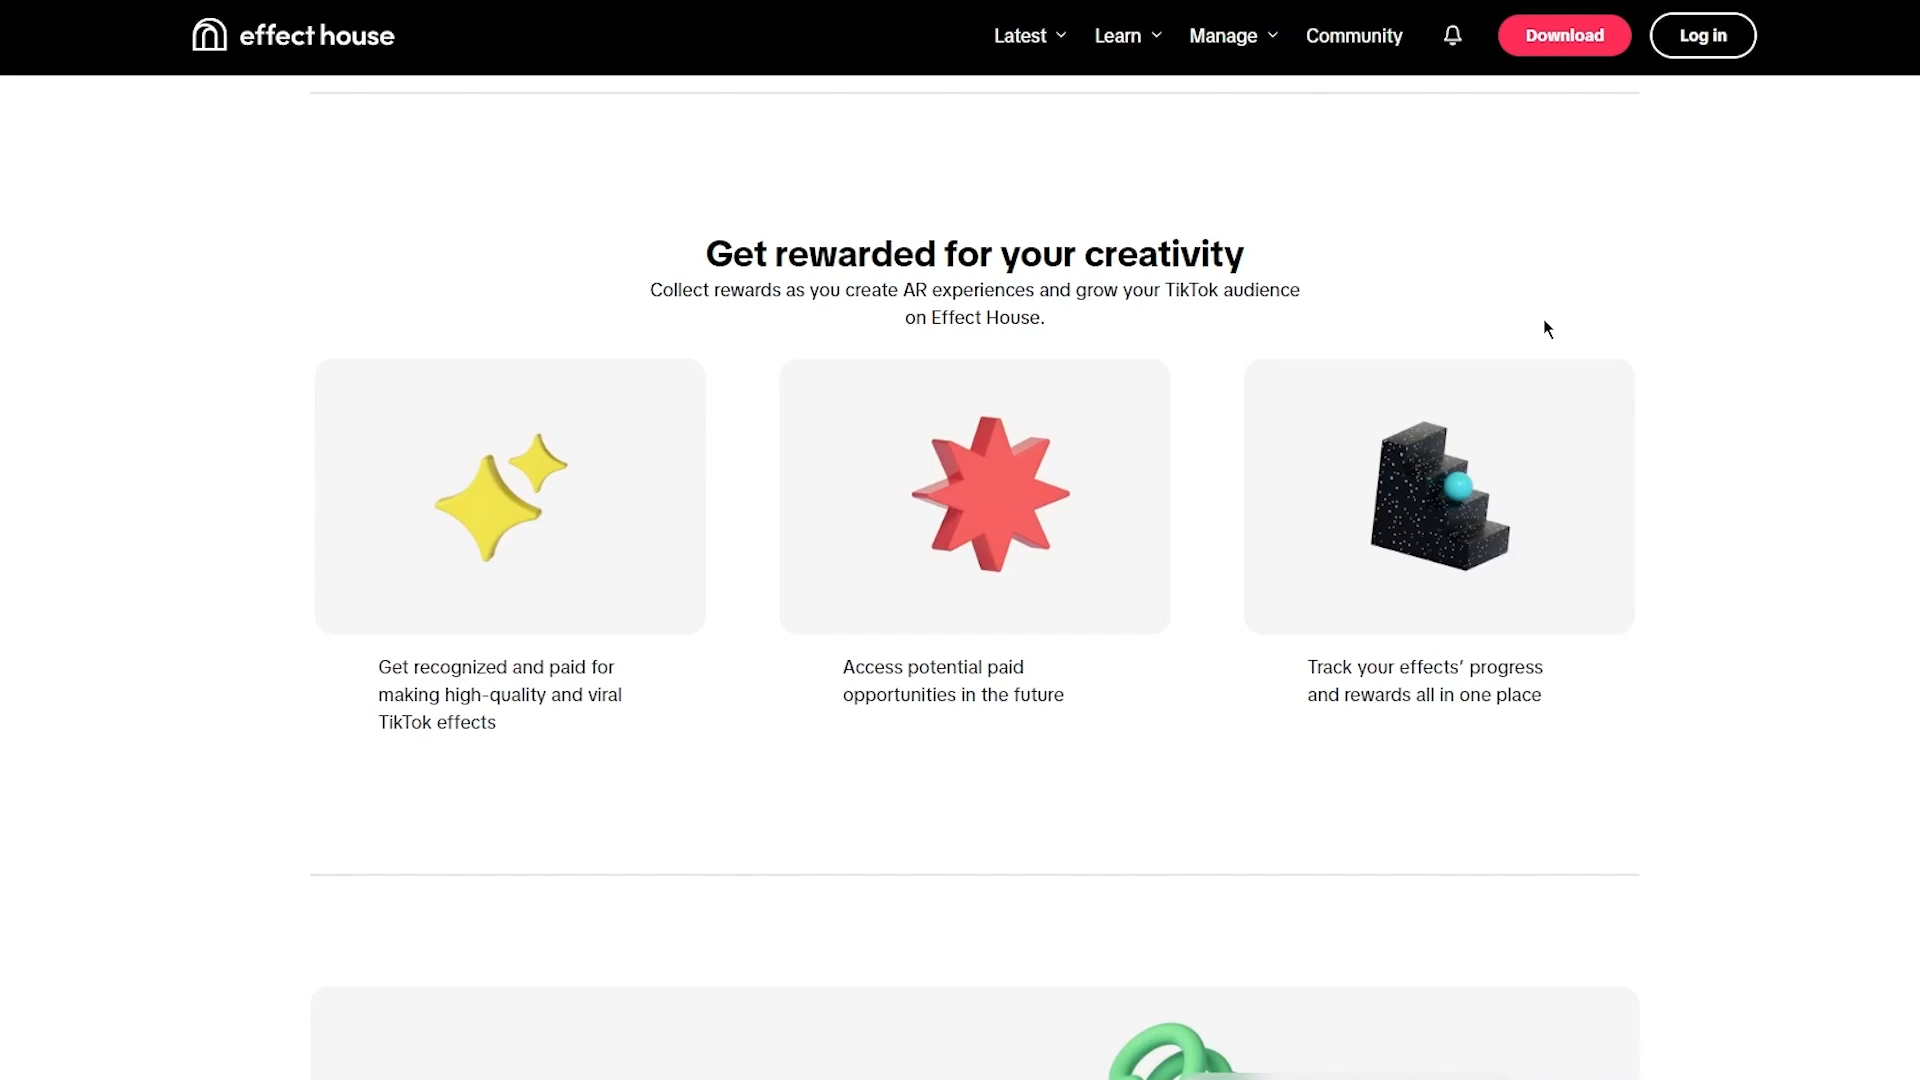 effect house
Latest
Learn
Manage
Community
Download
Log in
Get rewarded for your creativity
Collect rewards as you create AR experiences and grow your TikTok audience
on Effect House.
Get recognized and paid for
making high-quality and viral
TikTok effects
Access potential paid
opportunities in the future
Track your effects’ progress
and rewards all in one place